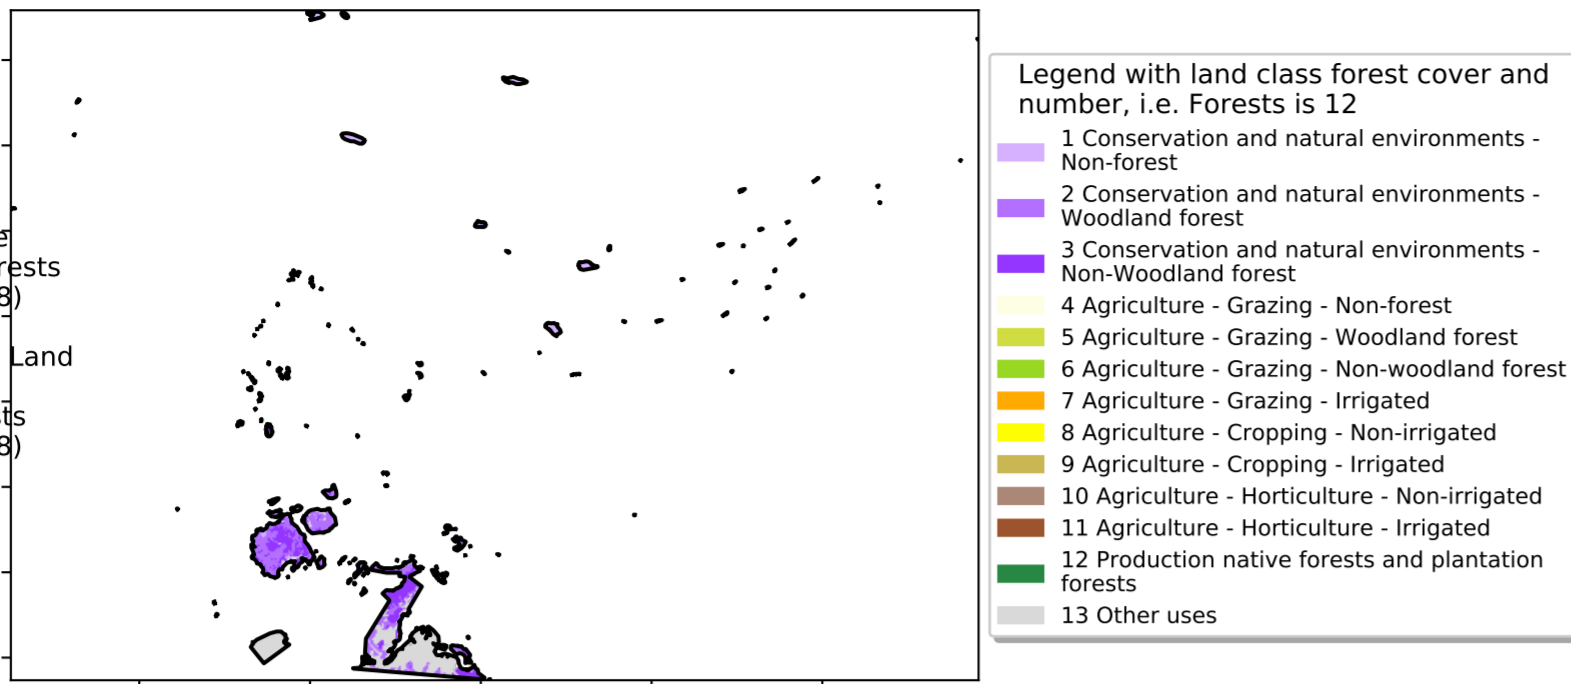 rests
8)
Land
sts
8)
Legend with land class forest cover and
number, i.e. Forests is 12
1 Conservation and natural environments -
Non-forest
2 Conservation and natural environments -
Woodland forest
3 Conservation and natural environments -
Non-Woodland forest
4 Agriculture - Grazing - Non-forest
5 Agriculture - Grazing - Woodland forest
6 Agriculture - Grazing - Non-woodland forest
7 Agriculture - Grazing - Irrigated
8 Agriculture - Cropping - Non-irrigated
9 Agriculture - Cropping - Irrigated
10 Agriculture - Horticulture - Non-irrigated
11 Agriculture - Horticulture - Irrigated
12 Production native forests and plantation
forests
13 Other uses